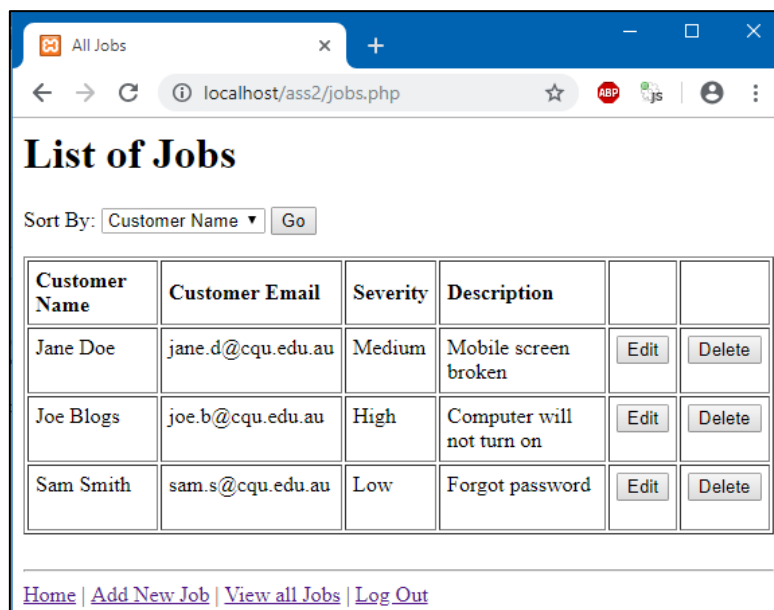 All Jobs
localhost/ass2/jobs.php
ABP
js
List of Jobs
Sort By: Customer Name Go
Customer Name Customer Email Severity Description
Jane Doe jane.d@cqu.edu.au Medium Mobile screen broken Edit Delete
Joe Blogs joe.b@cqu.edu.au High Computer will not turn on Edit Delete
Sam Smith sam.s@cqu.edu.au Low Forgot password Edit Delete
Home | Add New Job | View all Jobs | Log Out